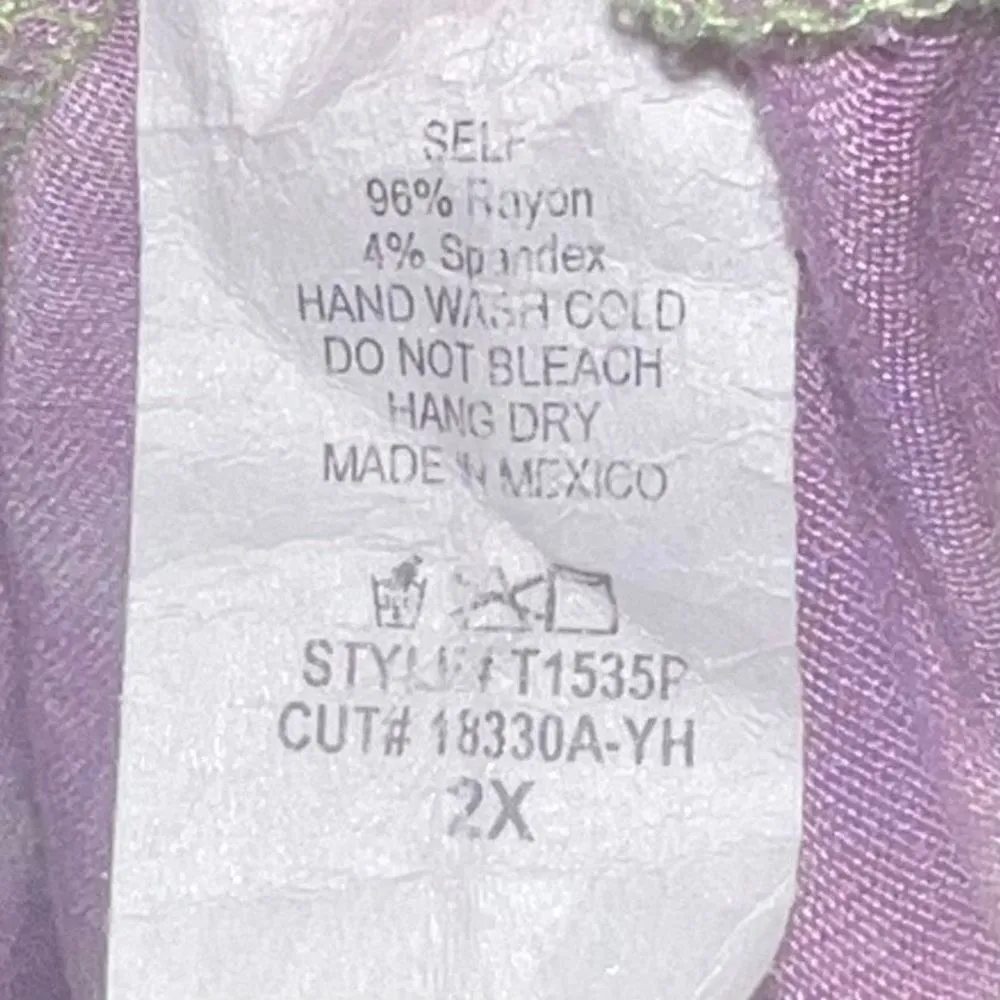 SELF
96% Rayon
4% Spandex
HAND WASH COLD
DO NOT BLEACH
HANG DRY
MADE IN MEXICO
STYLE# T1535P
CUT# 18330A-YH
2X